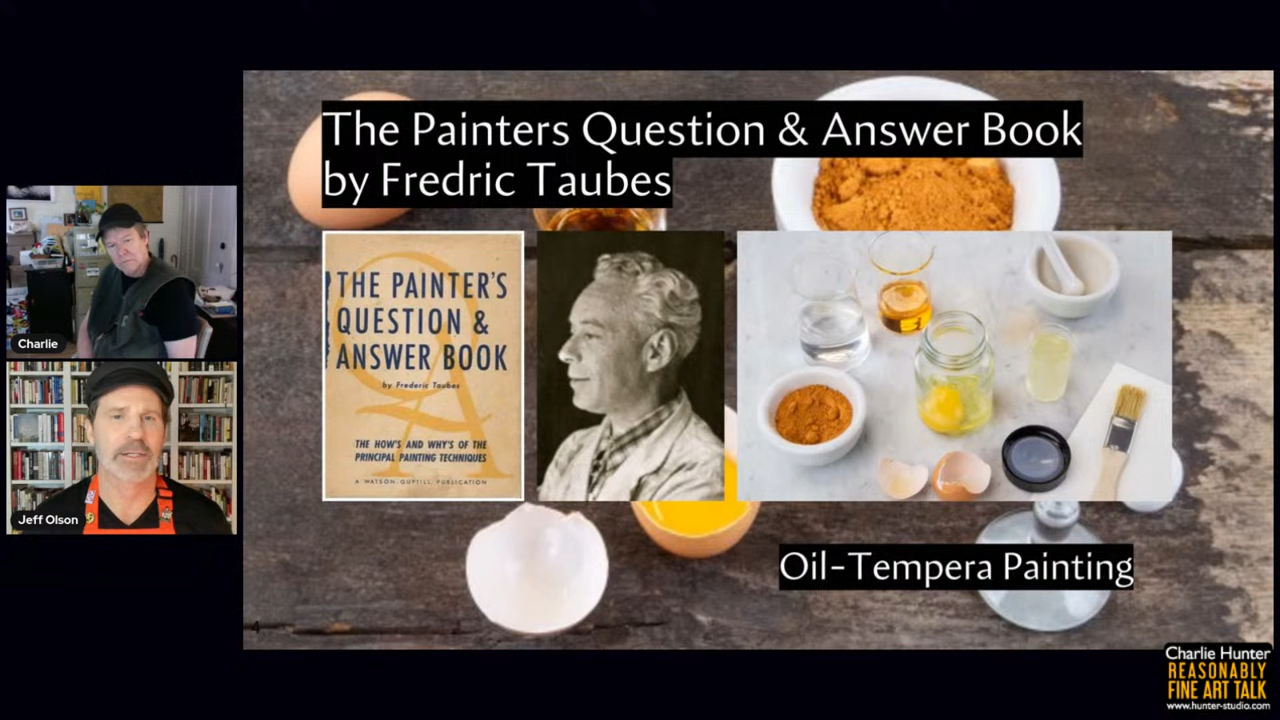 The Painters Question & Answer Book
by Fredric Taubes
THE PAINTER'S
QUESTION &
ANSWER BOOK
by Frederic Taubes
THE HOW'S AND WHY'S OF THE
PRINCIPAL PAINTING TECHNIQUES
A WATSON-GUPTILL PUBLICATION
Oil-Tempera Painting
4
Charlie
Jeff Olson
Charlie Hunter
REASONABLY
FINE ART TALK
www.hunter-studio.com